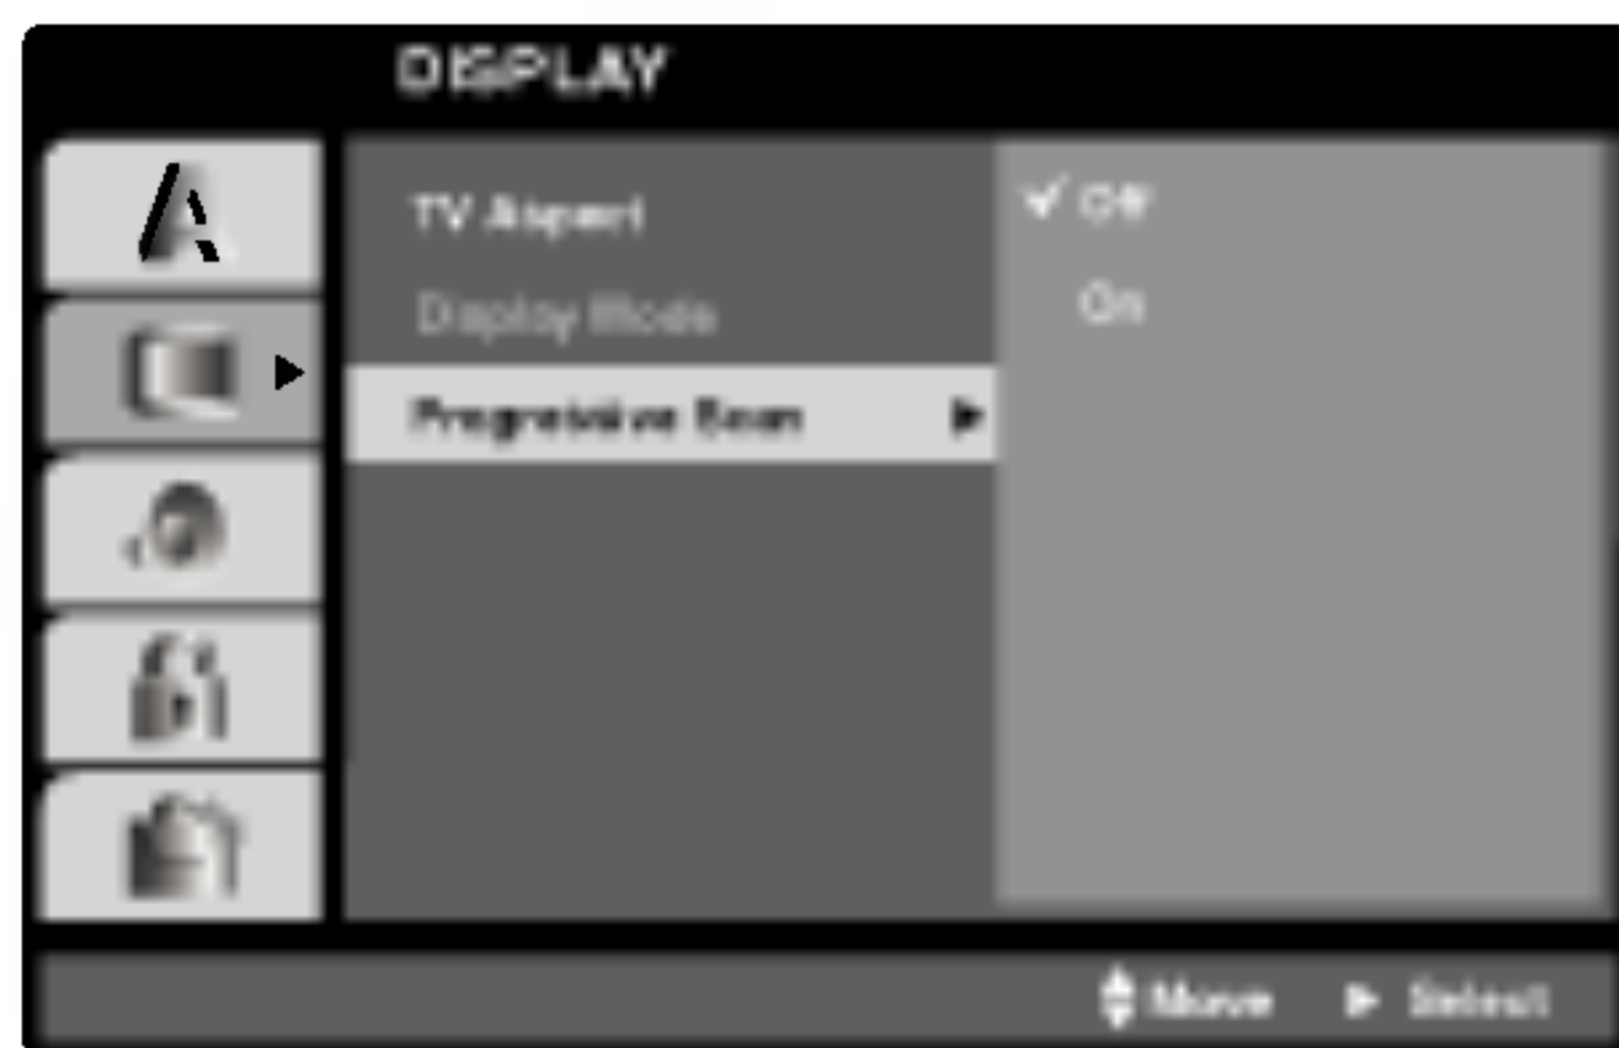 DISPLAY
TV Aspect
Display Mode
Progressive Scan
Off
On
Move Select